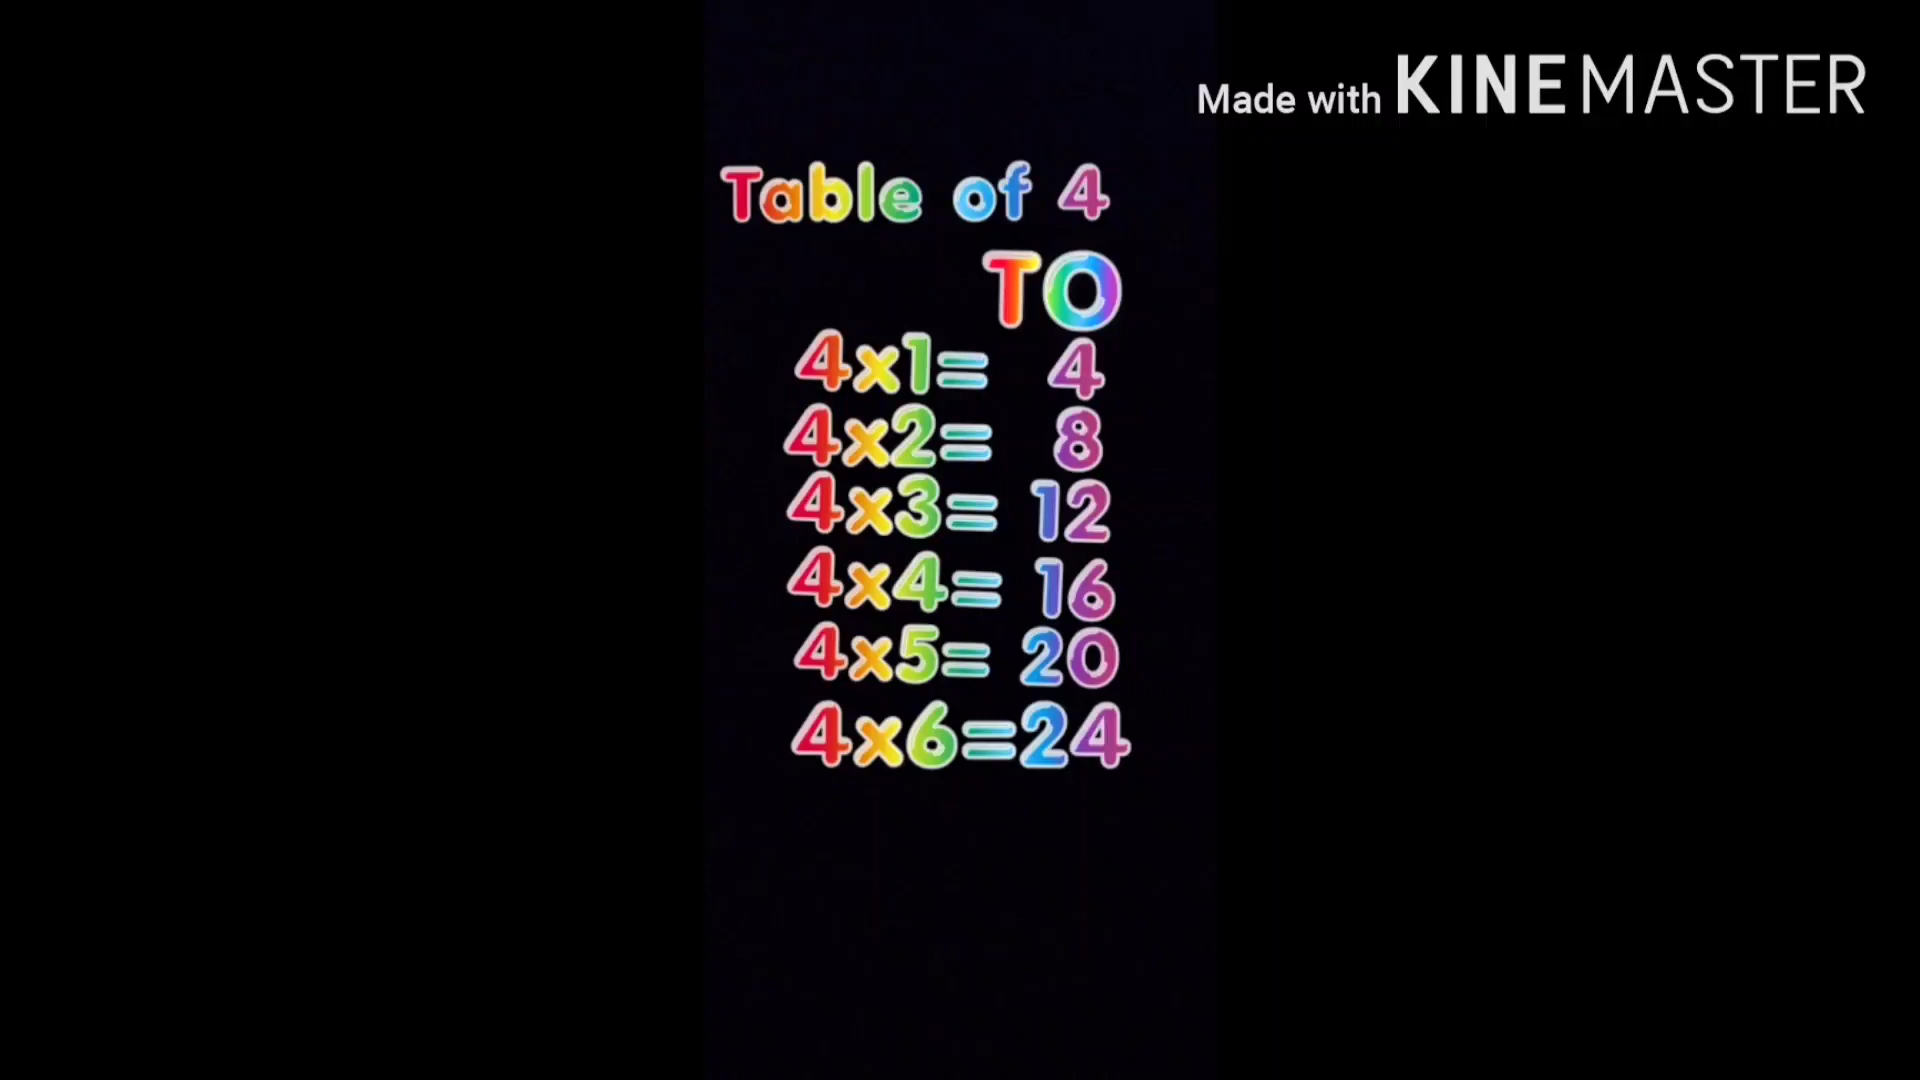 Made with KINEMASTER
Table of 4
TO
4x1= 4
4x2= 8
4x3= 12
4x4= 16
4x5= 20
4x6=24